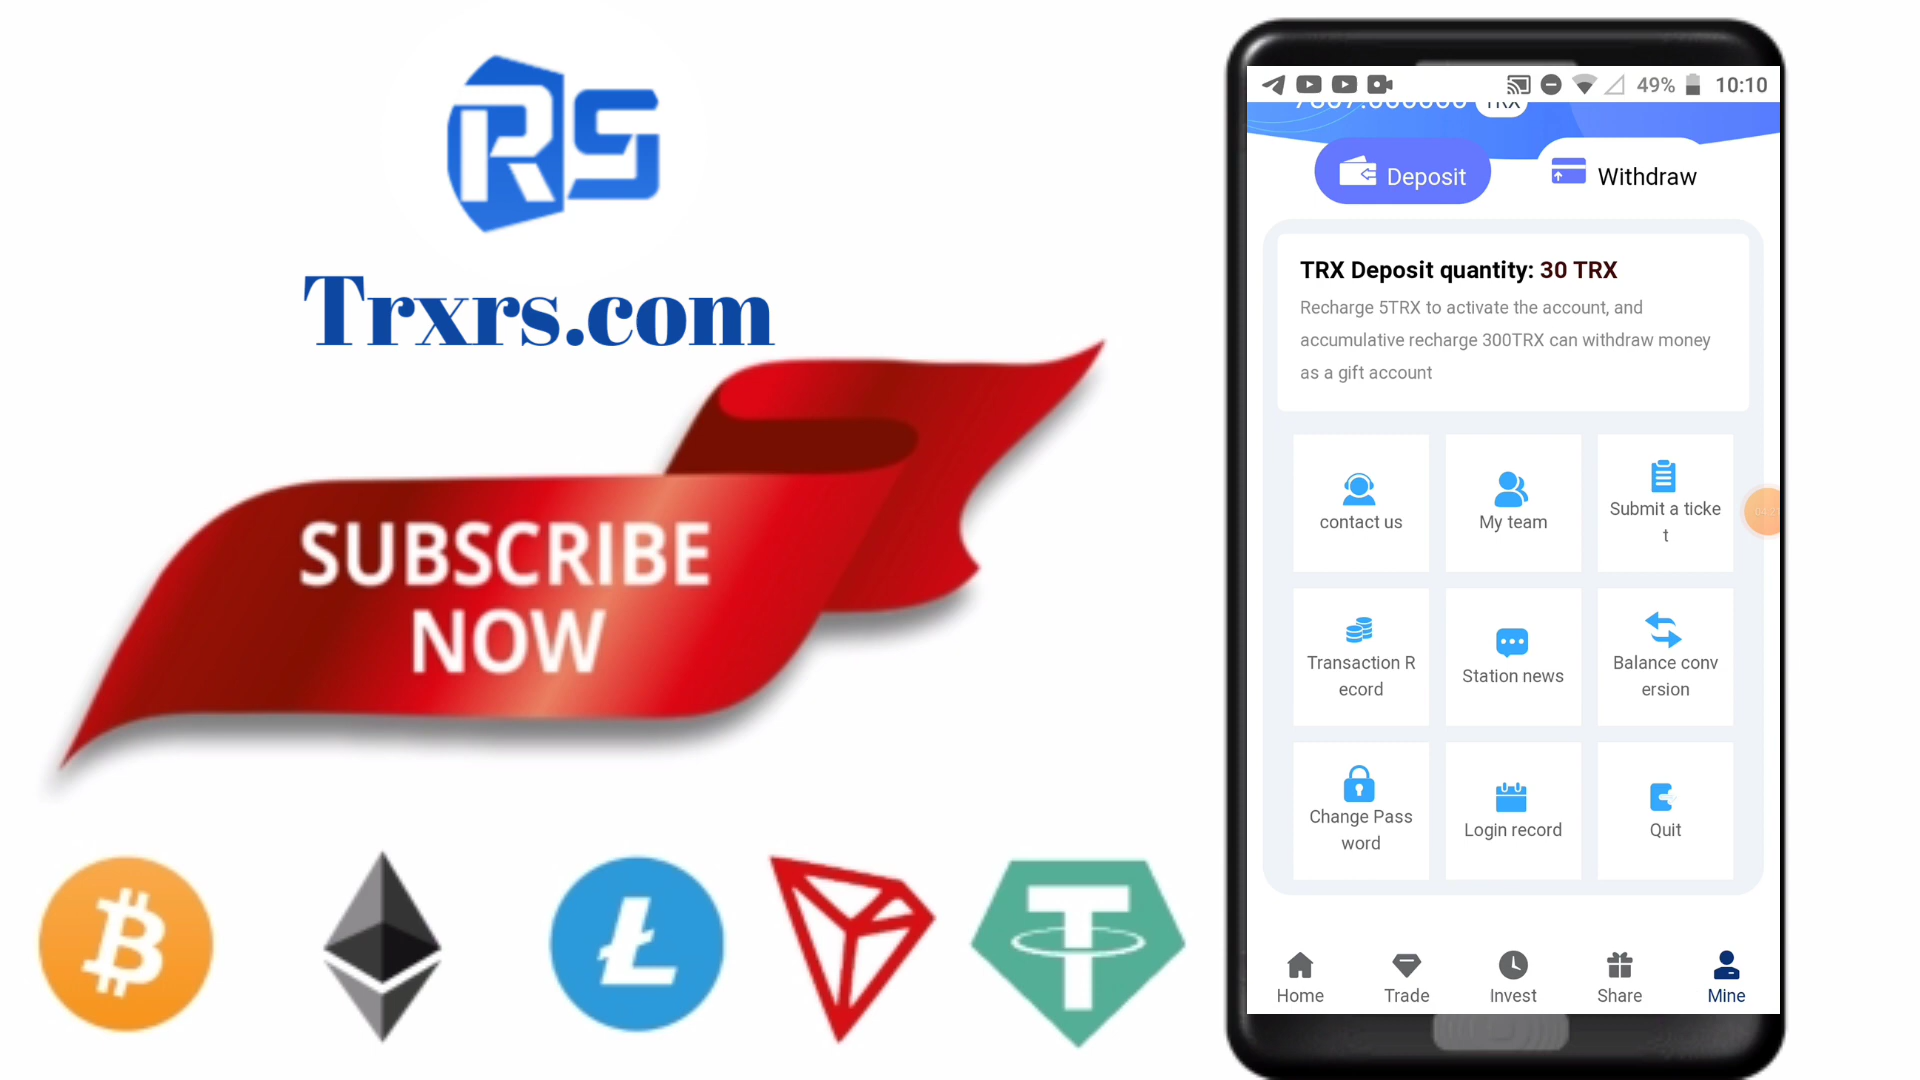 RS
Trxrs.com
SUBSCRIBE
NOW
49% 10:10
TRX
Deposit
Withdraw
TRX Deposit quantity: 30 TRX
Recharge 5TRX to activate the account, and
accumulative recharge 300TRX can withdraw money
as a gift account
contact us
My team
Submit a ticke
t
Transaction R
ecord
Station news
Balance conv
ersion
Change Pass
word
Login record
Quit
Home
Trade
Invest
Share
Mine